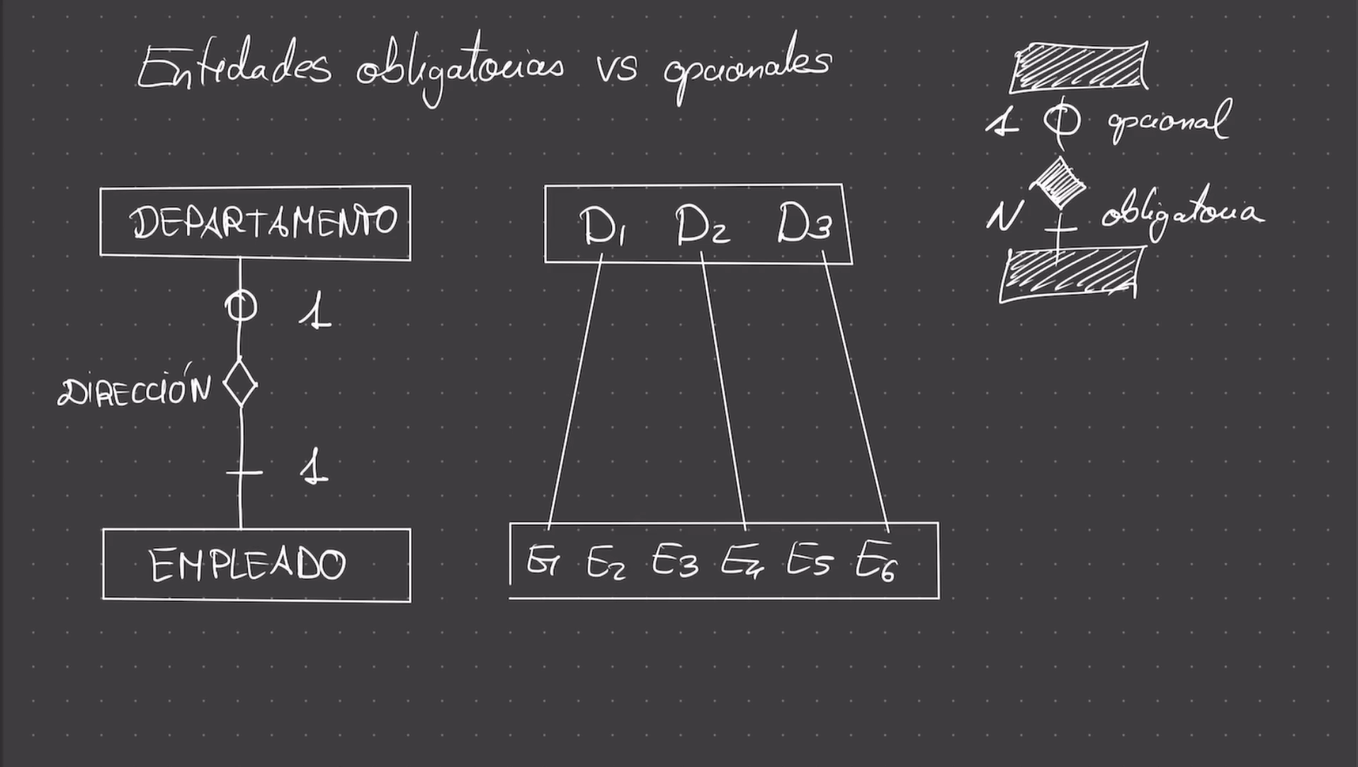 Entidades obligatorias vs opcionales
1 opcional
N obligatoria
DEPARTAMENTO
1
DIRECCIÓN
1
EMPLEADO
D1 D2 D3
E1 E2 E3 E4 E5 E6